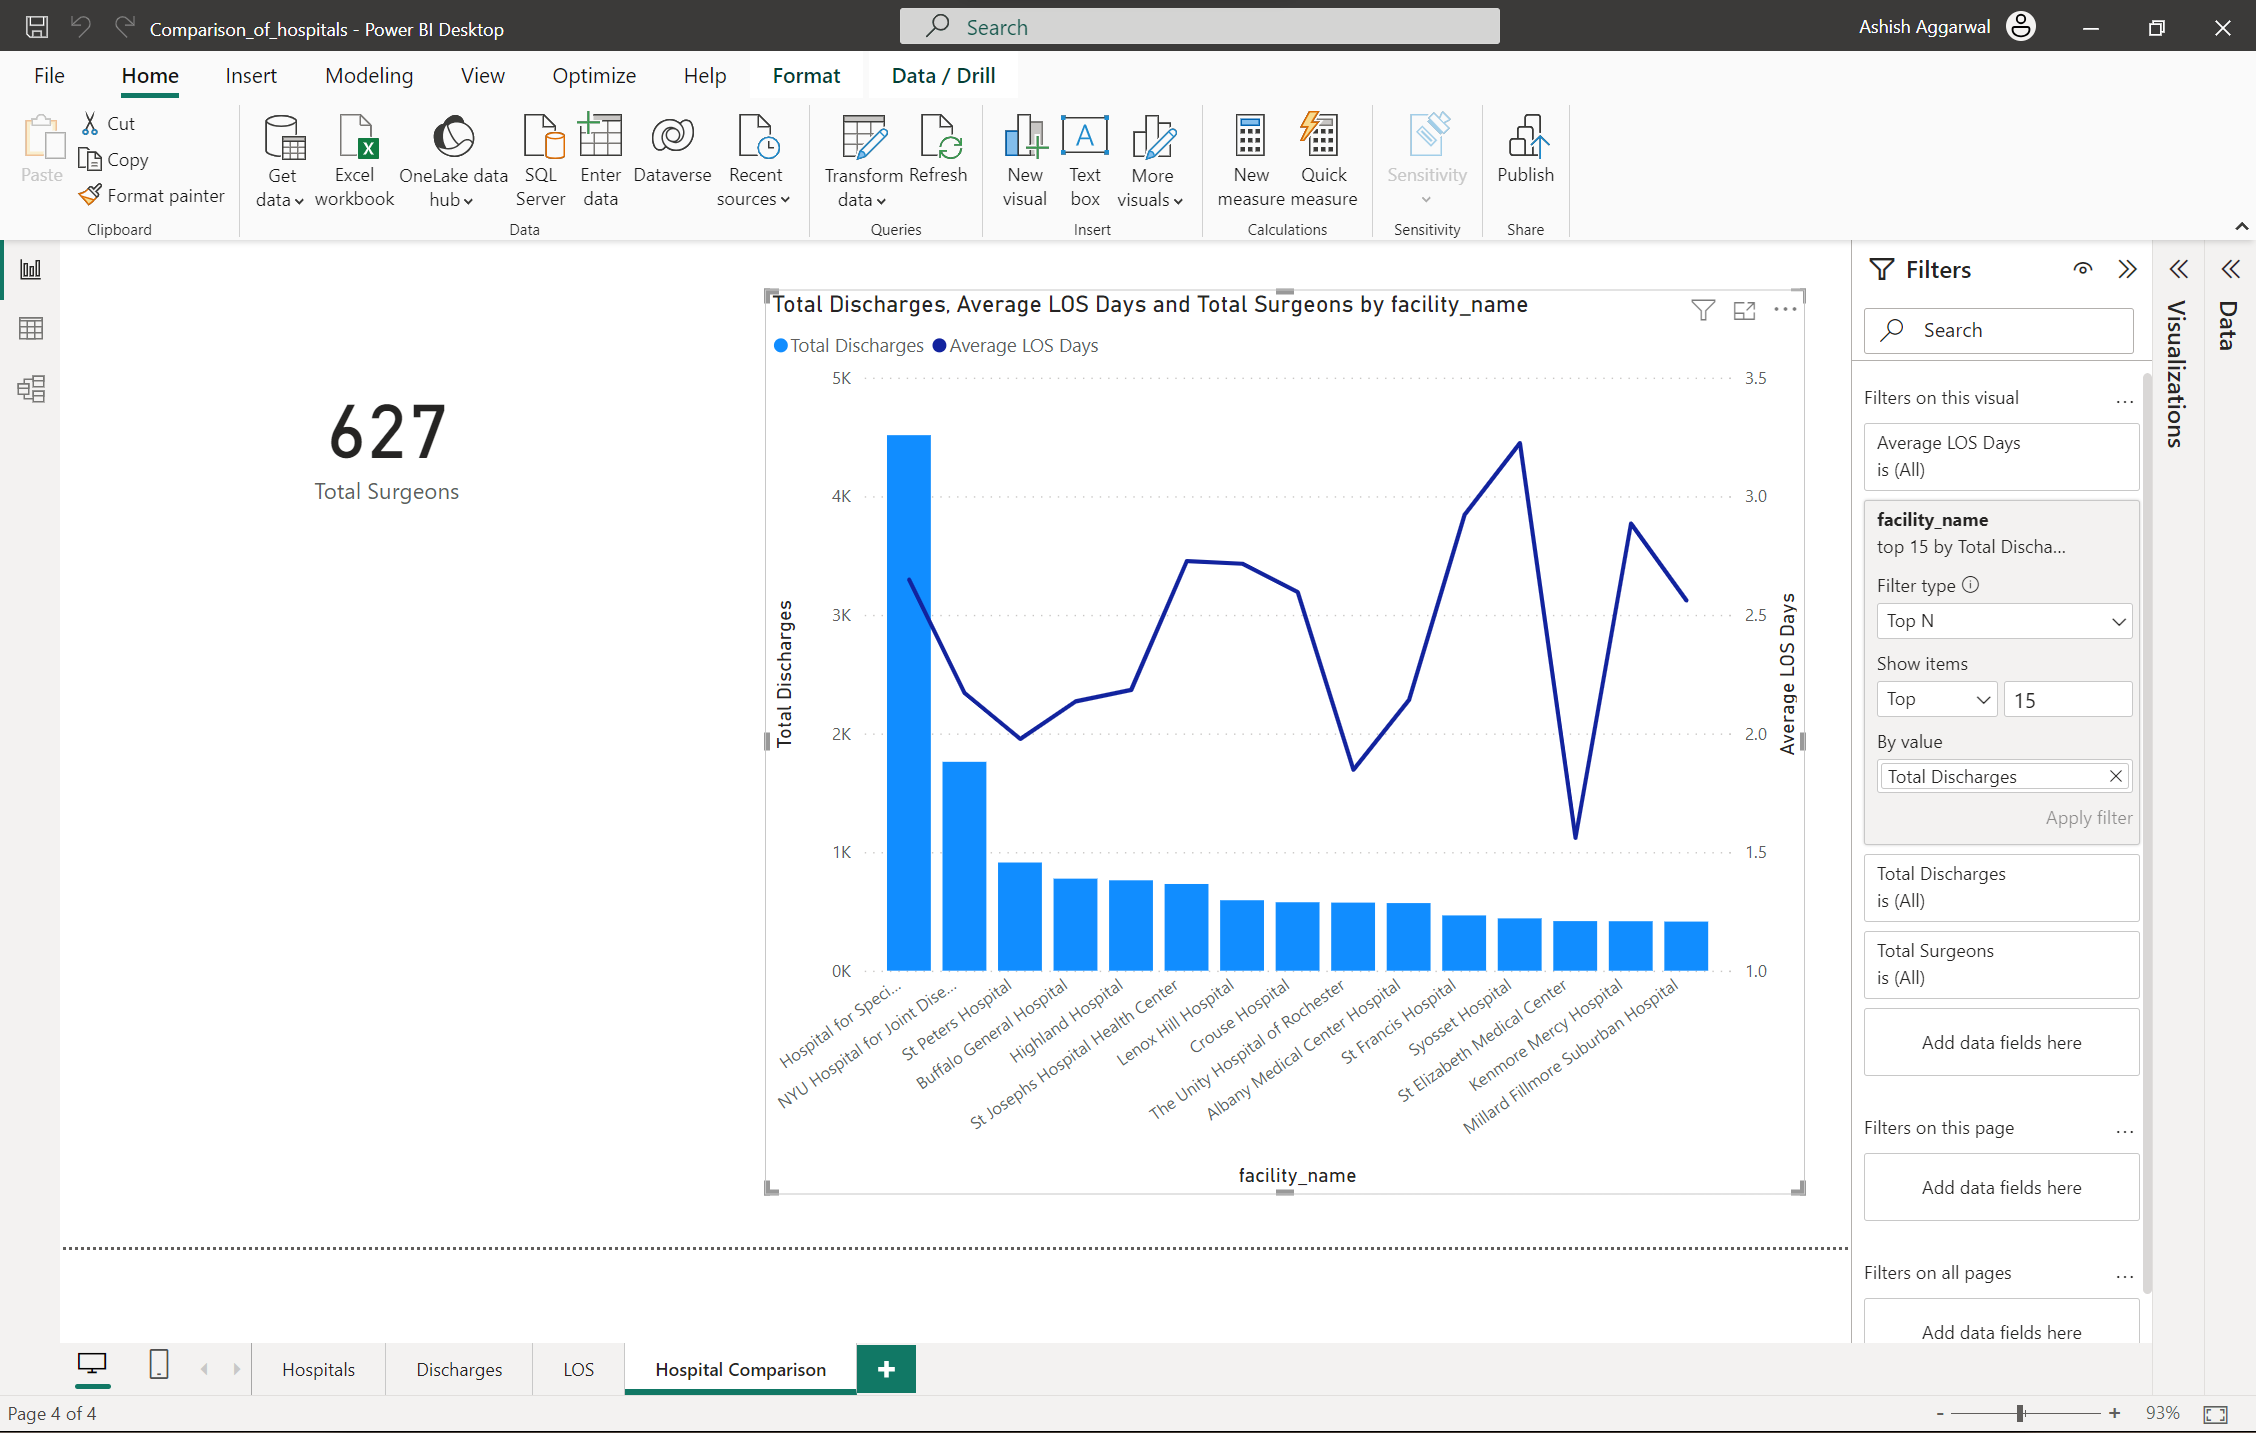 Comparison_of_hospitals - Power BI Desktop
Search
Ashish Aggarwal
File Home Insert Modeling View Optimize Help Format Data / Drill
Paste
Cut
Copy
Format painter
Clipboard
Get data
Excel workbook
OneLake data hub
SQL Server
Enter data
Dataverse
Recent sources
Data
Transform data
Refresh
Queries
New visual
Text box
More visuals
Insert
New measure
Quick measure
Calculations
Sensitivity
Sensitivity
Publish
Share
627
Total Surgeons
Total Discharges, Average LOS Days and Total Surgeons by facility_name
Total Discharges Average LOS Days
5K
4K
3K
2K
1K
0K
Total Discharges
3.5
3.0
2.5
2.0
1.5
1.0
Average LOS Days
Hospital for Speci...
NYU Hospital for Joint Dise...
St Peters Hospital
Buffalo General Hospital
Highland Hospital
St Josephs Hospital Health Center
Lenox Hill Hospital
Crouse Hospital
The Unity Hospital of Rochester
Albany Medical Center Hospital
St Francis Hospital
Syosset Hospital
St Elizabeth Medical Center
Kenmore Mercy Hospital
Millard Fillmore Suburban Hospital
facility_name
Filters
Search
Filters on this visual ...
Average LOS Days
is (All)
facility_name
top 15 by Total Discha...
Filter type
Top N
Show items
Top 15
By value
Total Discharges
Apply filter
Total Discharges
is (All)
Total Surgeons
is (All)
Add data fields here
Filters on this page ...
Add data fields here
Filters on all pages ...
Add data fields here
Visualizations
Data
Hospitals Discharges LOS Hospital Comparison +
Page 4 of 4
- + 93%